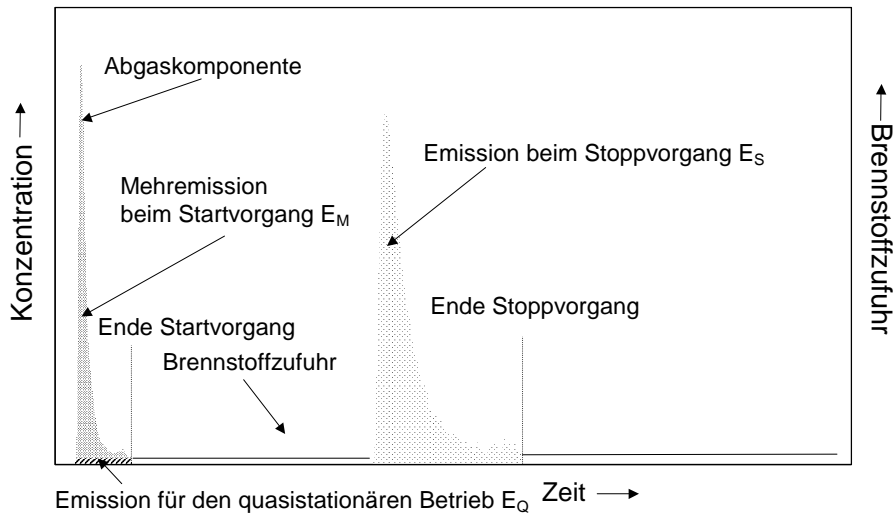 Abgaskomponente
Konzentration
Brennstoffzufuhr
Emission beim Stoppvorgang E_S
Mehremission
beim Startvorgang E_M
Ende Startvorgang
Ende Stoppvorgang
Brennstoffzufuhr
Emission für den quasistationären Betrieb E_Q
Zeit